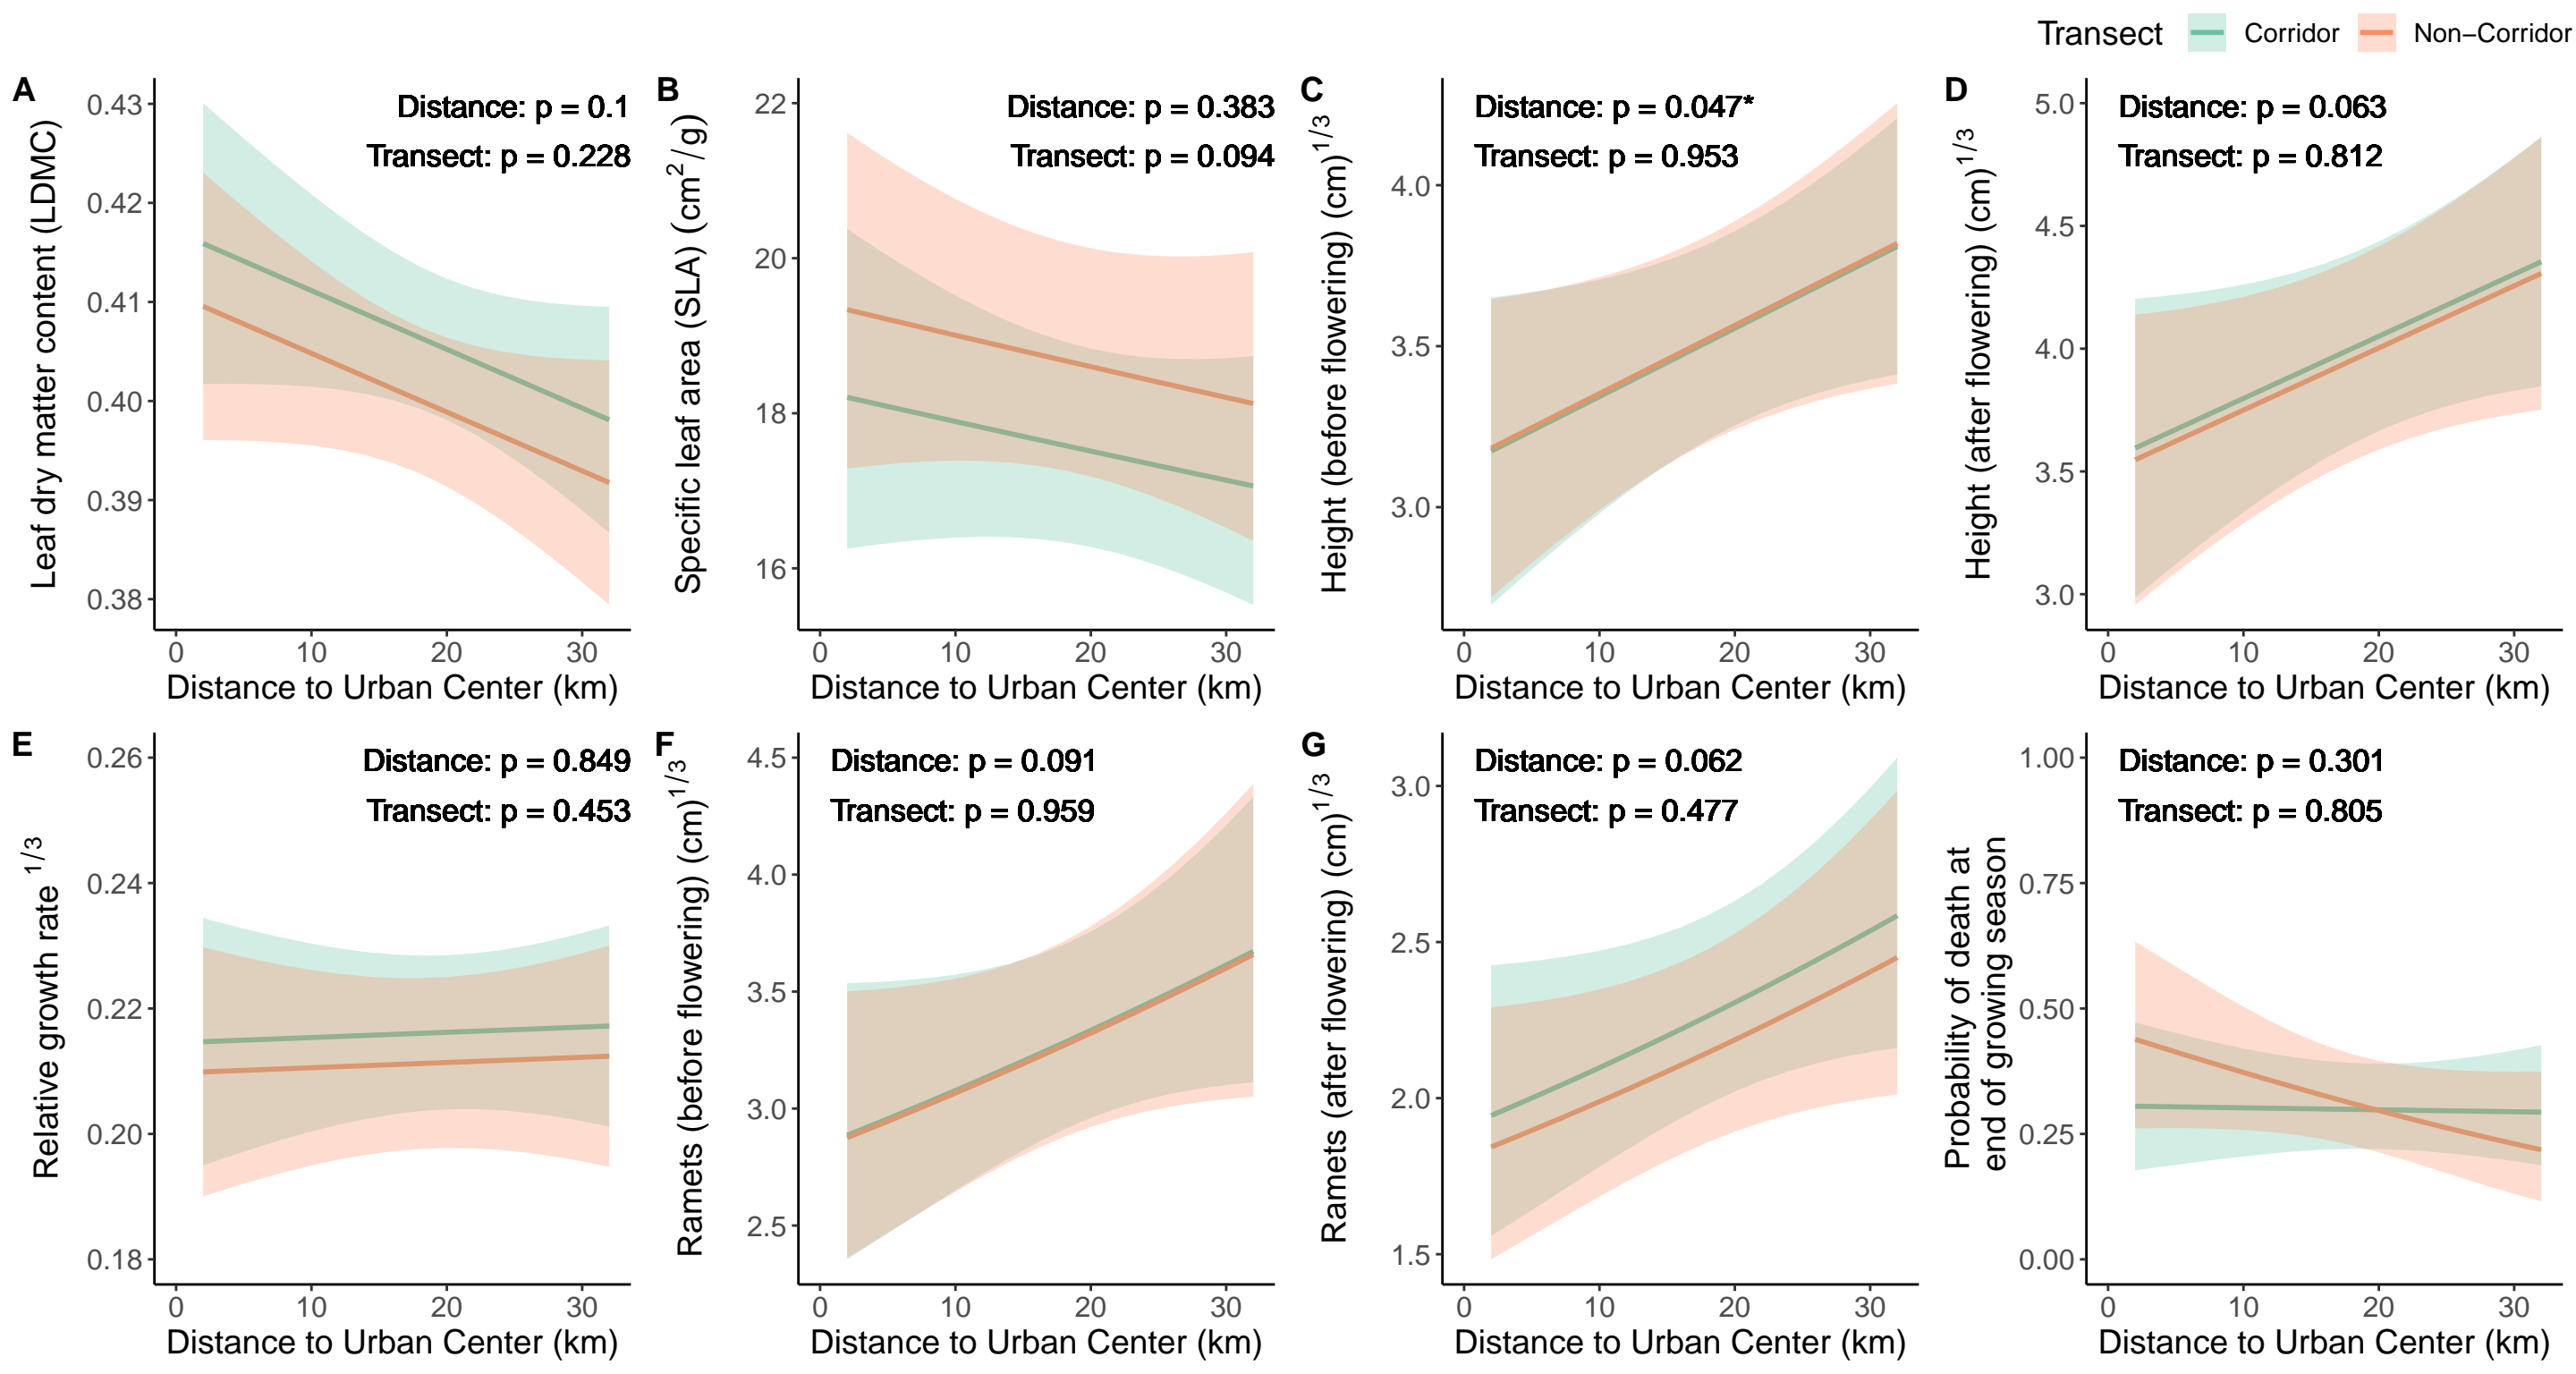 Transect Corridor Non−Corridor
A
Leaf dry matter content (LDMC)
0.43
0.42
0.41
0.40
0.39
0.38
Distance: p = 0.1
Transect: p = 0.228
0 10 20 30
Distance to Urban Center (km)
B
Specific leaf area (SLA) (cm²/g)
22
20
18
16
Distance: p = 0.383
Transect: p = 0.094
0 10 20 30
Distance to Urban Center (km)
C
Height (before flowering) (cm)^1/3
4.0
3.5
3.0
Distance: p = 0.047*
Transect: p = 0.953
0 10 20 30
Distance to Urban Center (km)
D
Height (after flowering) (cm)^1/3
5.0
4.5
4.0
3.5
3.0
Distance: p = 0.063
Transect: p = 0.812
0 10 20 30
Distance to Urban Center (km)
E
Relative growth rate ^1/3
0.26
0.24
0.22
0.20
0.18
Distance: p = 0.849
Transect: p = 0.453
0 10 20 30
Distance to Urban Center (km)
F
Ramets (before flowering) (cm)^1/3
4.5
4.0
3.5
3.0
2.5
Distance: p = 0.091
Transect: p = 0.959
0 10 20 30
Distance to Urban Center (km)
G
Ramets (after flowering) (cm)^1/3
3.0
2.5
2.0
1.5
Distance: p = 0.062
Transect: p = 0.477
0 10 20 30
Distance to Urban Center (km)
Probability of death at
end of growing season
1.00
0.75
0.50
0.25
0.00
Distance: p = 0.301
Transect: p = 0.805
0 10 20 30
Distance to Urban Center (km)